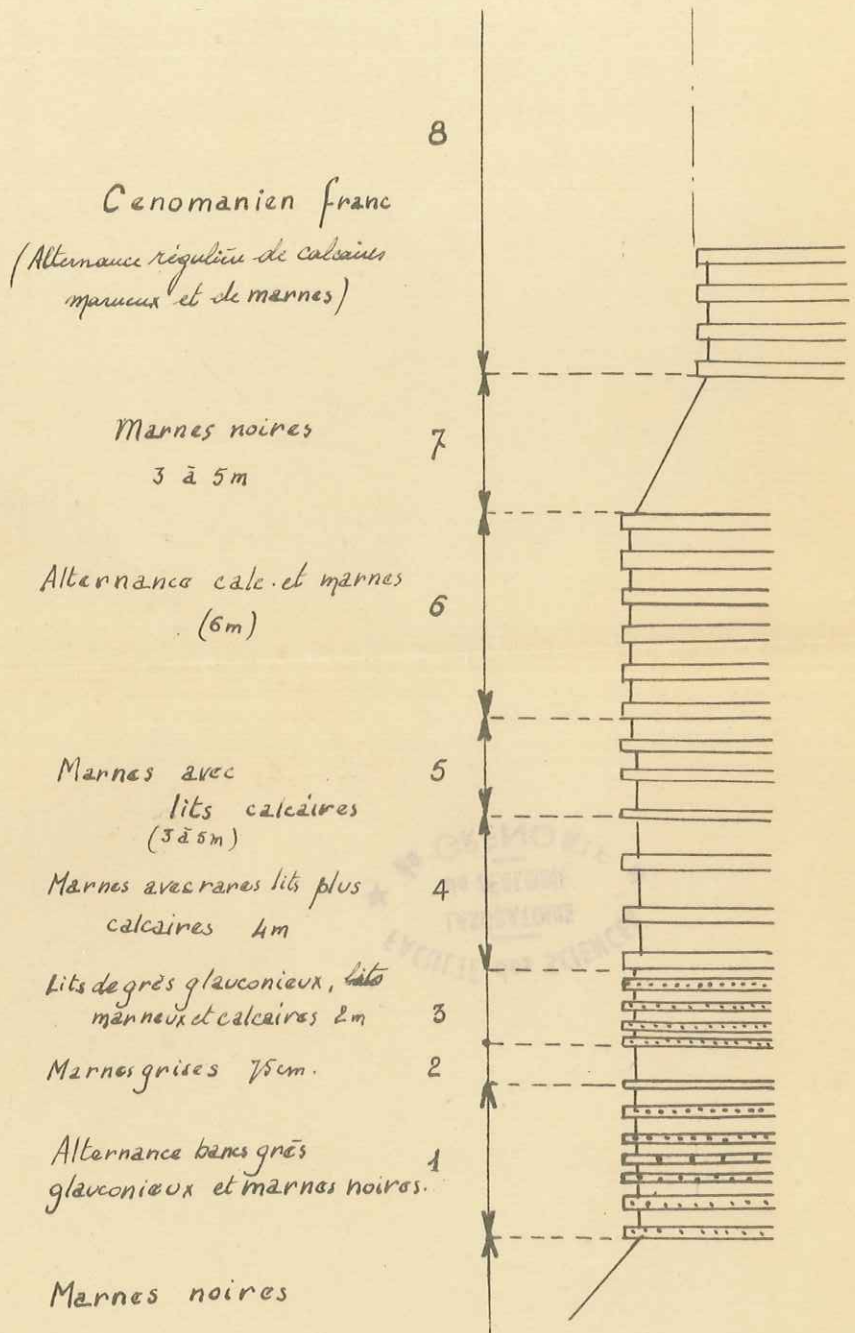 8
Cenomanien franc
(Alternance régulière de calcaires
marneux et de marnes)
Marnes noires
7
3 à 5m
Alternance calc. et marnes
6
(6m)
Marnes avec
5
lits calcaires
(3 à 5m)
Marnes avec rares lits plus
4
calcaires 4m
Lits de grès glauconieux, lits
marneux et calcaires 2m
3
Marnes grises 75cm.
2
Alternance bancs grès
1
glauconieux et marnes noires.
Marnes noires